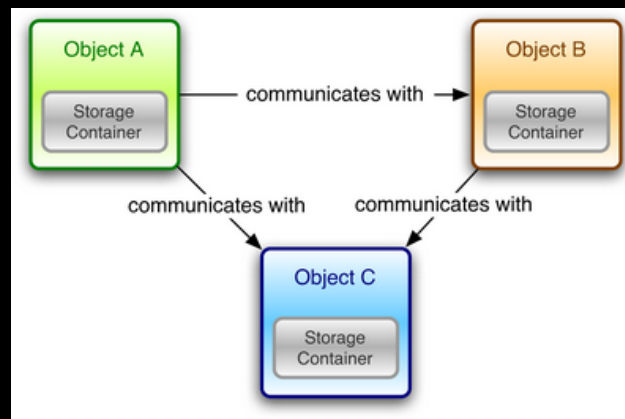 Object A
Object B
communicates with
Storage
Container
Storage
Container
communicates with
communicates with
Object C
Storage
Container